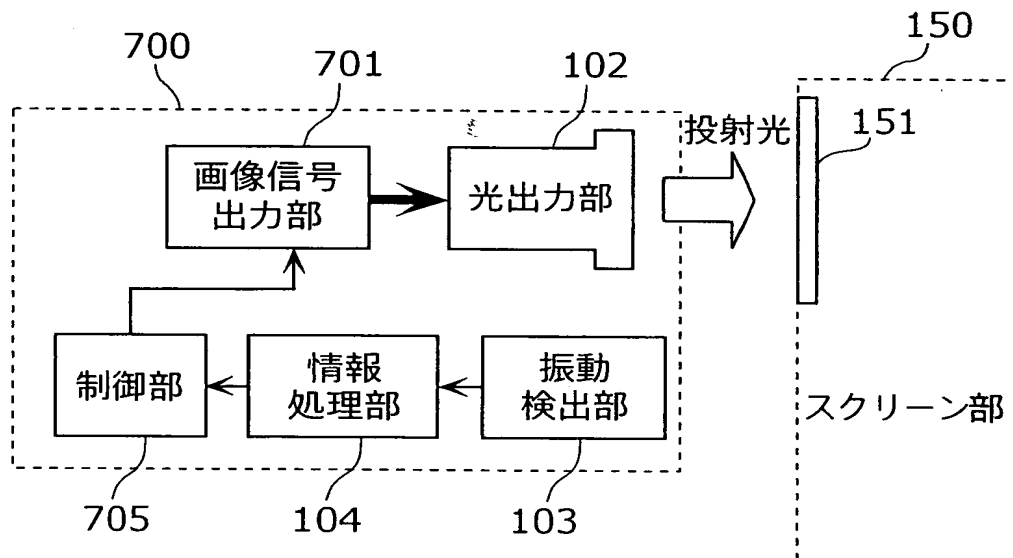 700
701
102
150
投射光
151
画像信号
出力部
光出力部
制御部
情報
処理部
振動
検出部
スクリーン部
705
104
103